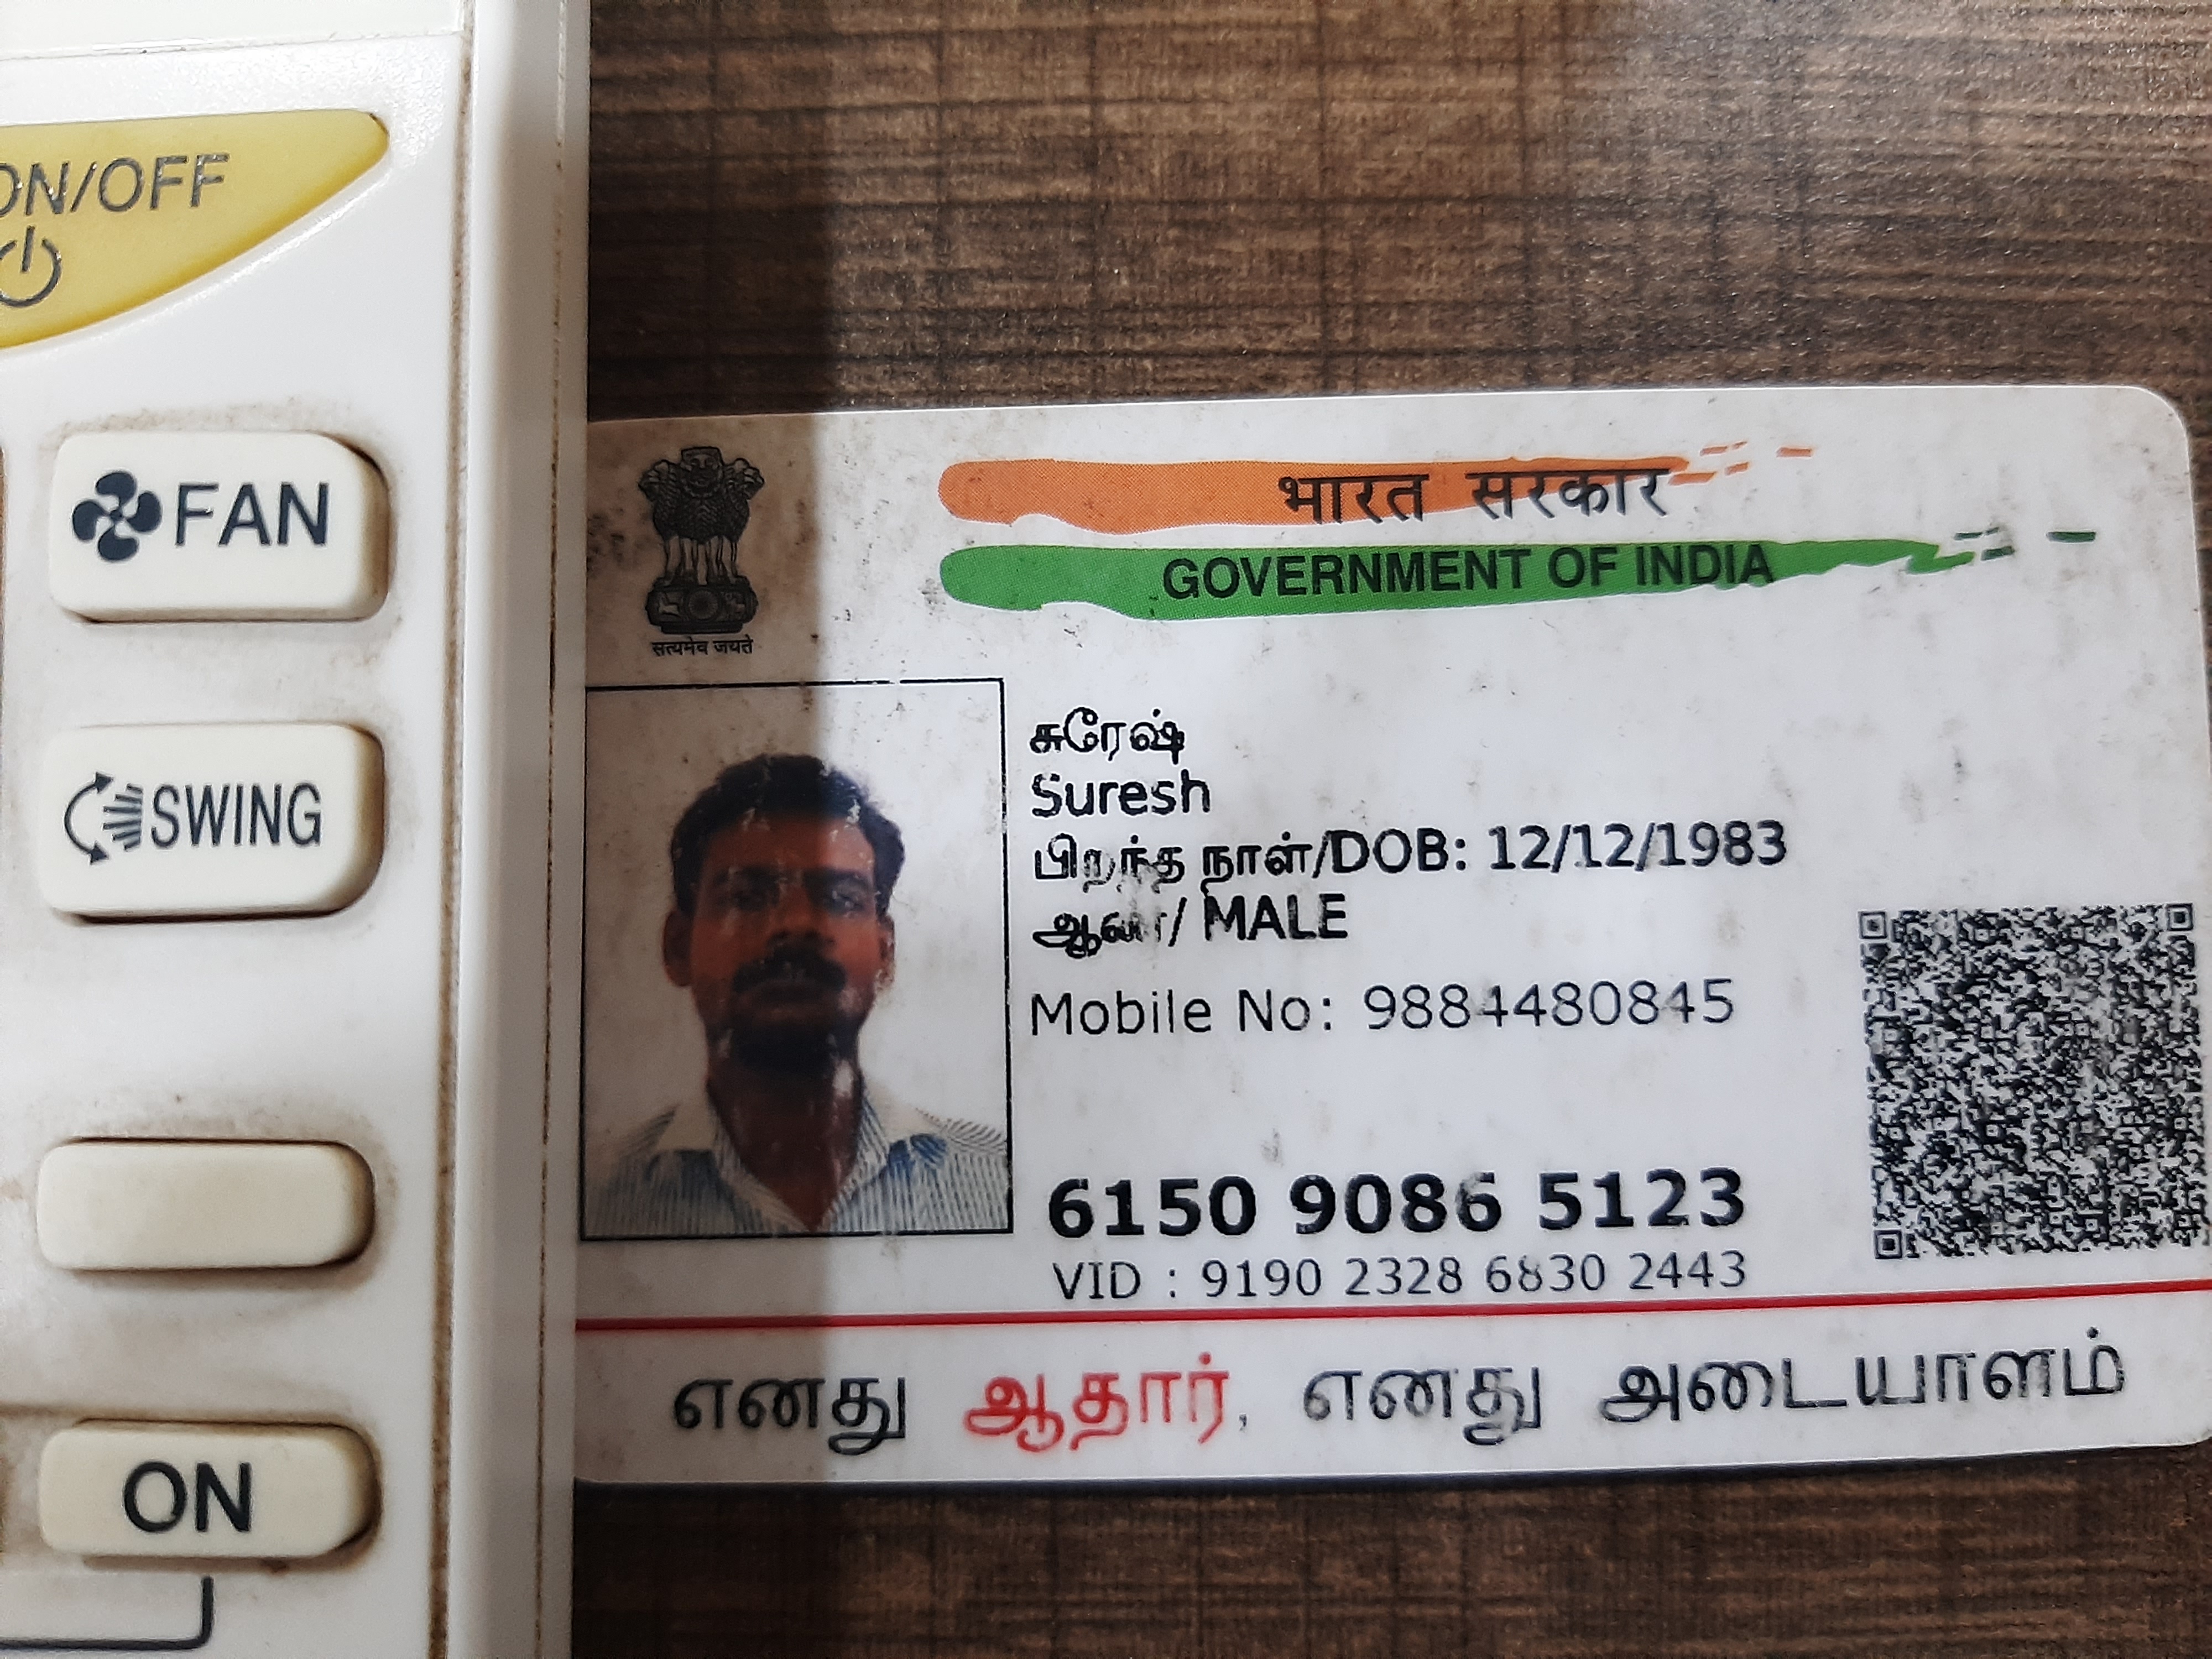 ON/OFF
FAN
SWING
ON
भारत सरकार
GOVERNMENT OF INDIA
सत्यमेव जयते
சுரேஷ்
Suresh
பிறந்த நாள்/DOB: 12/12/1983
ஆண்/ MALE
Mobile No: 9884480845
6150 9086 5123
VID : 9190 2328 6830 2443
எனது ஆதார், எனது அடையாளம்